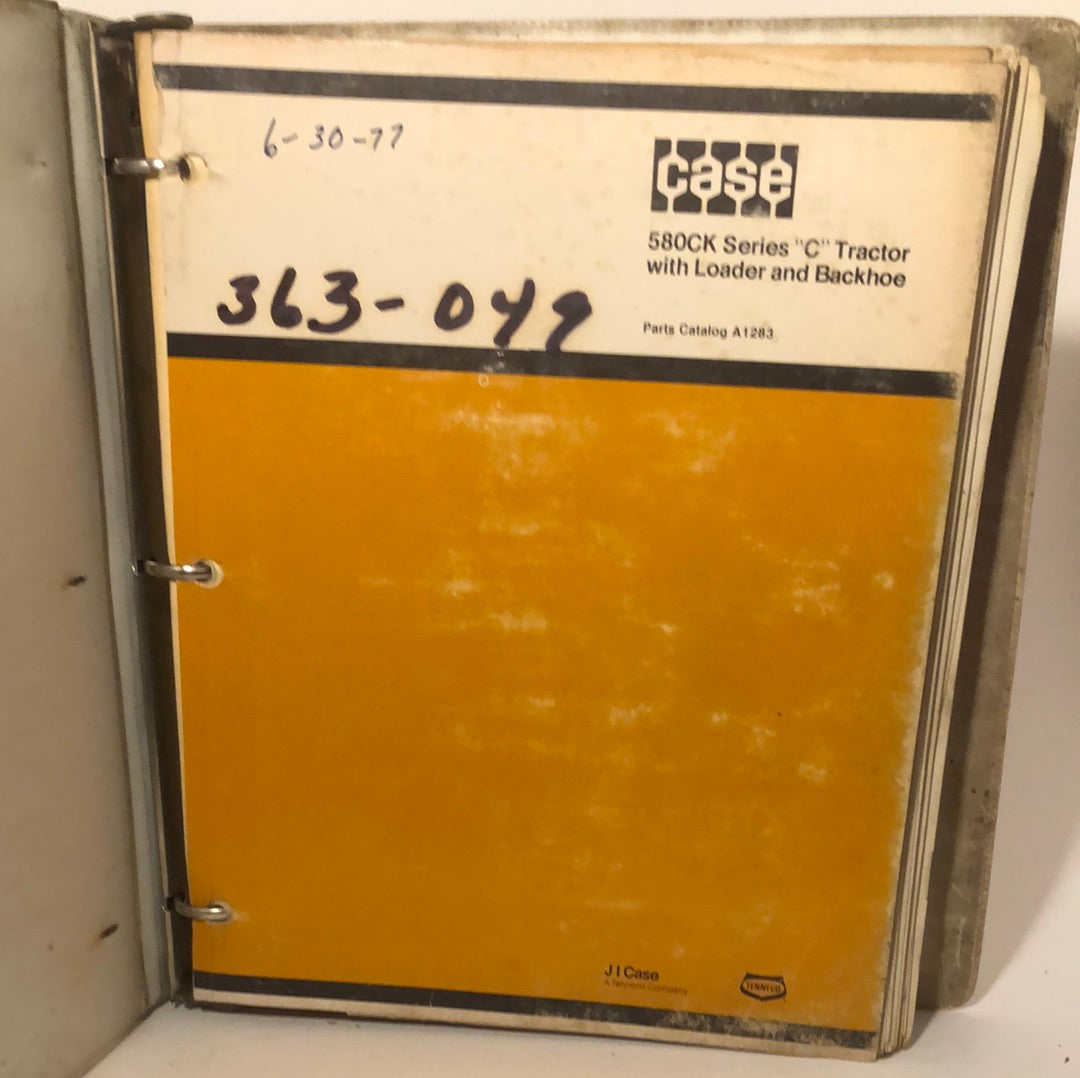 6-30-77
case
580CK Series "C" Tractor
with Loader and Backhoe
363-049
Parts Catalog A1283
J I Case
A Tenneco Company
TENNECO